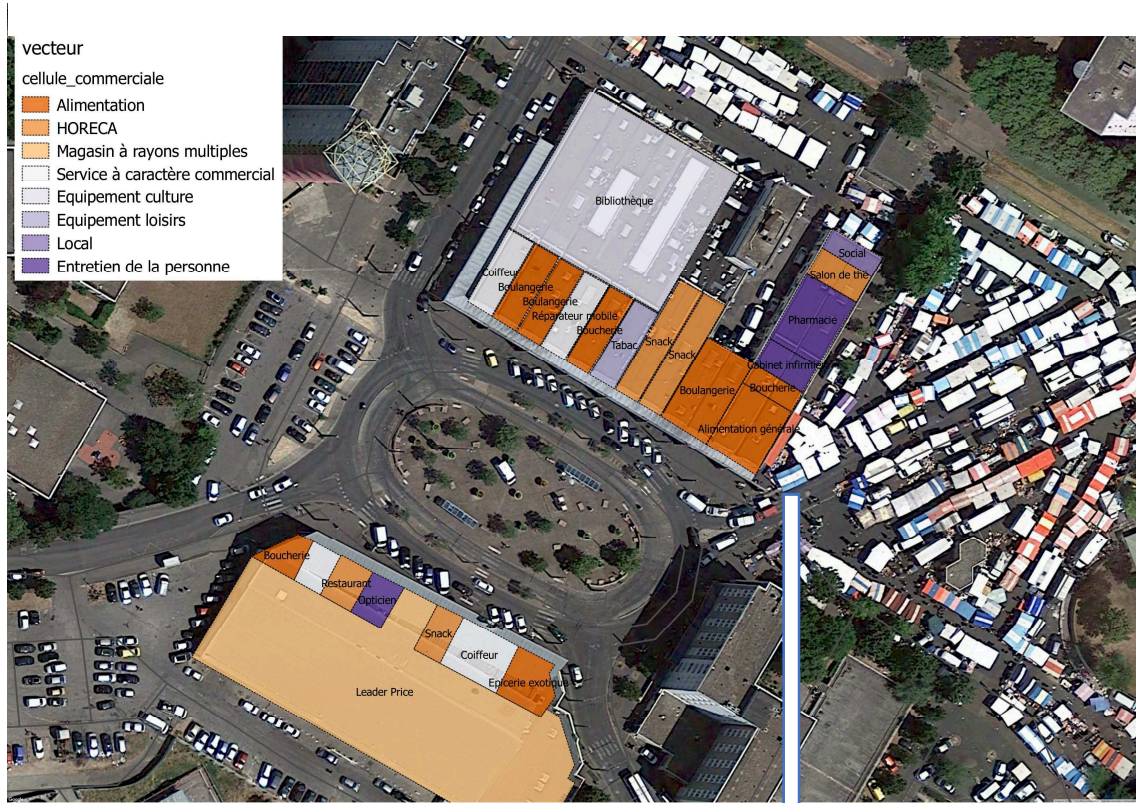 vecteur
cellule_commerciale
Alimentation
HORECA
Magasin à rayons multiples
Service à caractère commercial
Equipement culture
Equipement loisirs
Local
Entretien de la personne
Bibliothèque
Social
Salon de thé
Coiffeur
Boulangerie
Boulangerie
Réparateur mobile
Boucherie
Tabac
Snack
Snack
Pharmacie
Cabinet infirmier
Boulangerie
Boucherie
Alimentation générale
Boucherie
Restaurant
Opticien
Snack
Coiffeur
Epicerie exotique
Leader Price